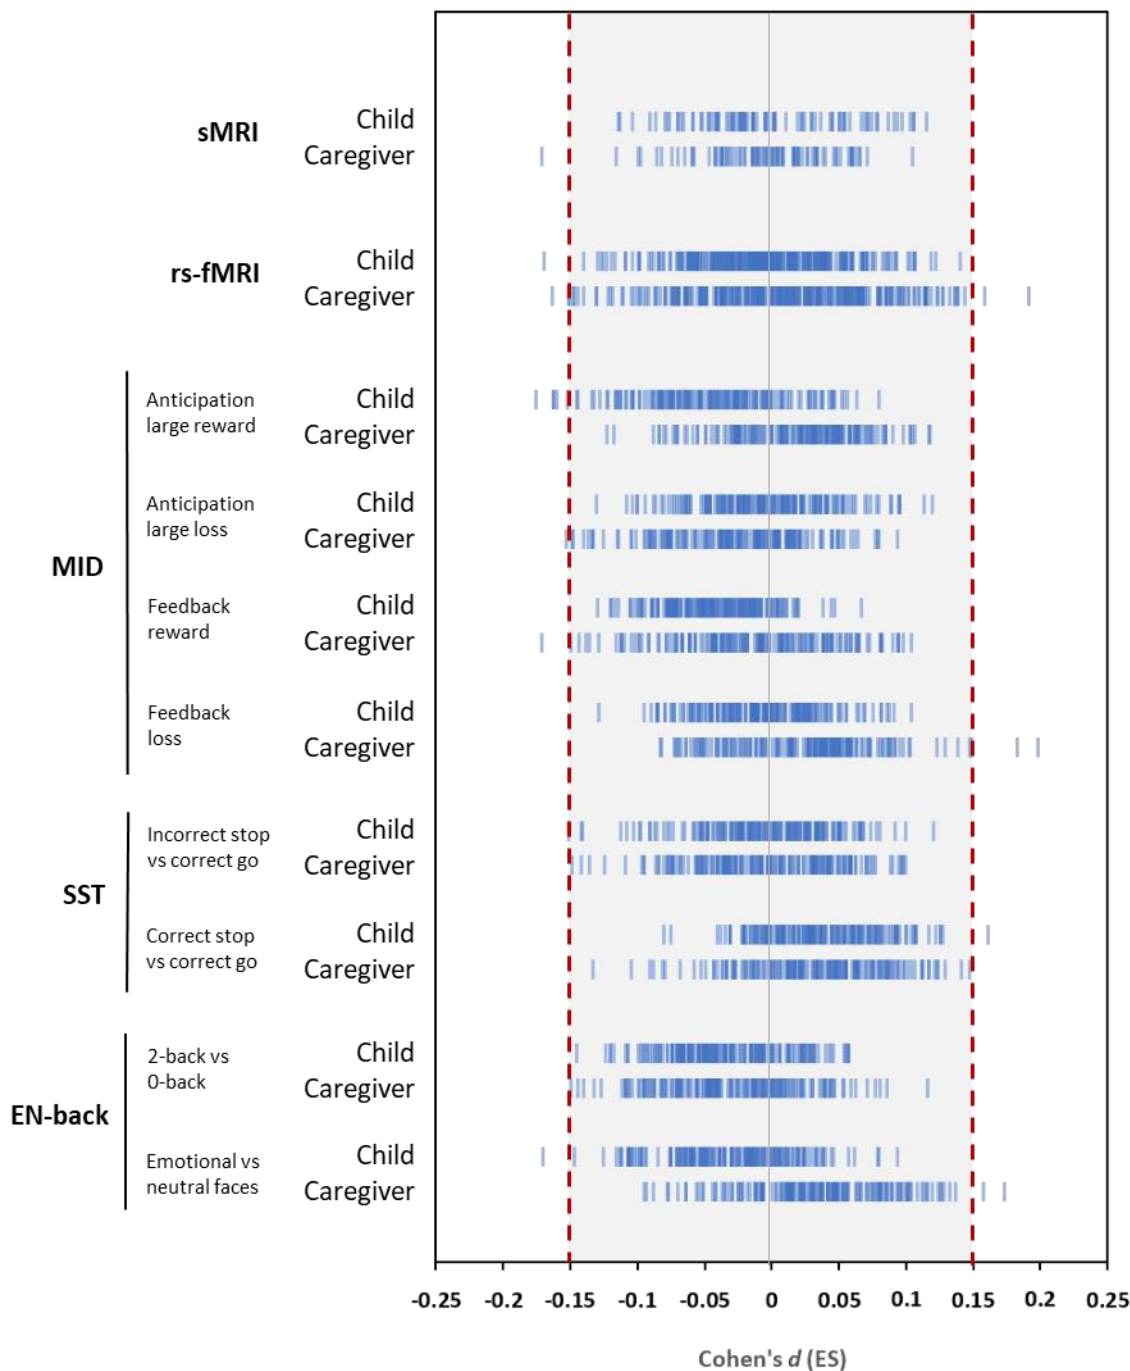 sMRI
Child
Caregiver
rs-fMRI
Child
Caregiver
MID
Anticipation
large reward
Child
Caregiver
Anticipation
large loss
Child
Caregiver
Feedback
reward
Child
Caregiver
Feedback
loss
Child
Caregiver
SST
Incorrect stop
vs correct go
Child
Caregiver
Correct stop
vs correct go
Child
Caregiver
EN-back
2-back vs
0-back
Child
Caregiver
Emotional vs
neutral faces
Child
Caregiver
-0.25 -0.2 -0.15 -0.1 -0.05 0 0.05 0.1 0.15 0.2 0.25
Cohen's d (ES)